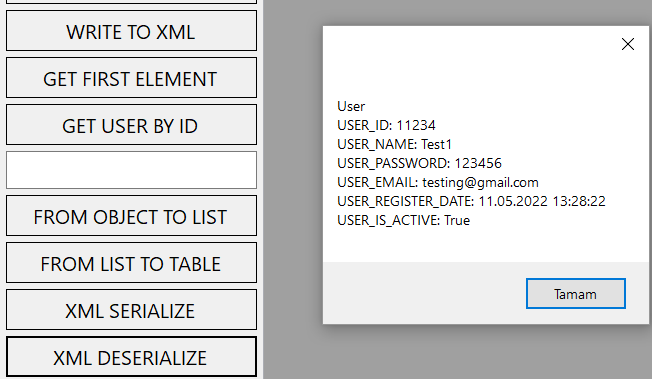 WRITE TO XML
GET FIRST ELEMENT
GET USER BY ID
FROM OBJECT TO LIST
FROM LIST TO TABLE
XML SERIALIZE
XML DESERIALIZE
User
USER_ID: 11234
USER_NAME: Test1
USER_PASSWORD: 123456
USER_EMAIL: testing@gmail.com
USER_REGISTER_DATE: 11.05.2022 13:28:22
USER_IS_ACTIVE: True
Tamam